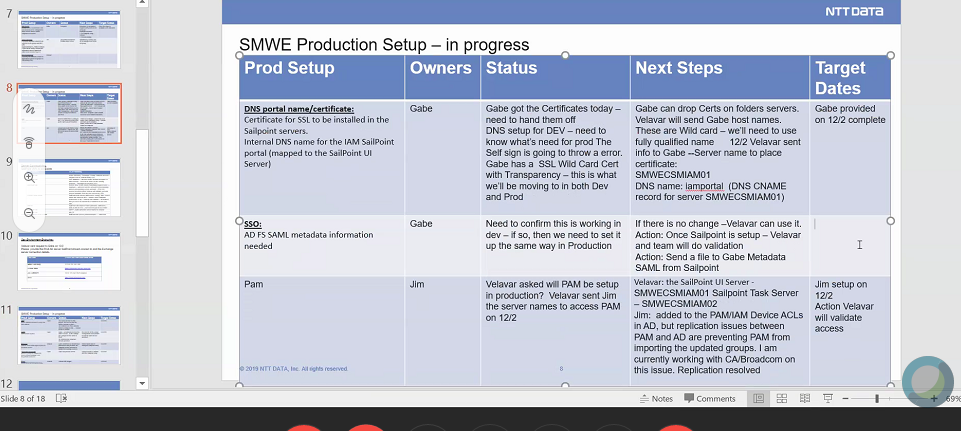 7
8
9
10
11
12
NTT DATA
SMWE Production Setup – in progress
Prod Setup
Owners
Status
Next Steps
Target
Dates
DNS portal name/certificate:
Certificate for SSL to be installed in the
Sailpoint servers.
Internal DNS name for the IAM SailPoint
portal (mapped to the SailPoint UI
Server)
Gabe
Gabe got the Certificates today –
need to hand them off
DNS setup for DEV – need to
know what's need for prod The
Self sign is going to throw a error.
Gabe has a SSL Wild Card Cert
with Transparency – this is what
we'll be moving to in both Dev
and Prod
Gabe can drop Certs on folders servers.
Velavar will send Gabe host names.
These are Wild card – we'll need to use
fully qualified name 12/2 Velavar sent
info to Gabe --Server name to place
certificate:
SMWECSMIAM01
DNS name: iamportal (DNS CNAME
record for server SMWECSMIAM01)
Gabe provided
on 12/2 complete
SSO:
AD FS SAML metadata information
needed
Gabe
Need to confirm this is working in
dev – if so, then we need to set it
up the same way in Production
If there is no change –Velavar can use it.
Action: Once Sailpoint is setup – Velavar
and team will do validation
Action: Send a file to Gabe Metadata
SAML from Sailpoint
Pam
Jim
Velavar asked will PAM be setup
in production? Velavar sent Jim
the server names to access PAM
on 12/2
Velavar: the SailPoint UI Server -
SMWECSMIAM01 Sailpoint Task Server
– SMWECSMIAM02
Jim: added to the PAM/IAM Device ACLs
in AD, but replication issues between
PAM and AD are preventing PAM from
importing the updated groups. I am
currently working with CA/Broadcom on
this issue. Replication resolved
Jim setup on
12/2
Action Velavar
will validate
access
© 2019 NTT DATA, Inc. All rights reserved.
8
Slide 8 of 18
Notes
Comments
69%